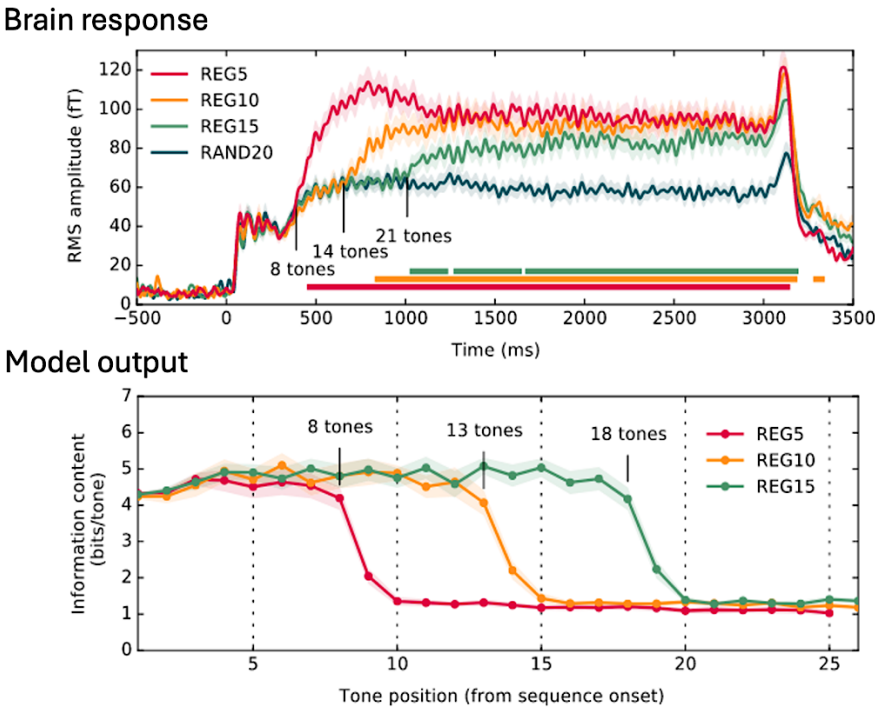 Brain response
120
100
80
60
40
20
0
RMS amplitude (fT)
REG5
REG10
REG15
RAND20
8 tones
14 tones
21 tones
−500 0 500 1000 1500 2000 2500 3000 3500
Time (ms)
Model output
7
6
5
4
3
2
1
0
Information content
(bits/tone)
8 tones
13 tones
18 tones
REG5
REG10
REG15
5 10 15 20 25
Tone position (from sequence onset)